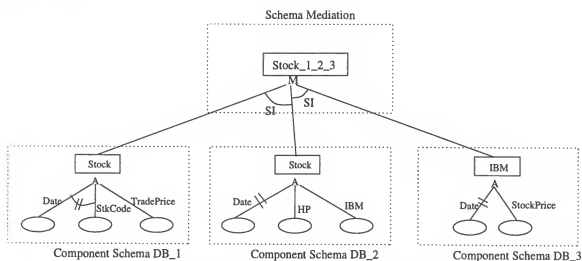 Schema Mediation
Stock_1_2_3
M
SI
SI
Stock
A
Date
StkCode
TradePrice
Component Schema DB_1
Stock
A
Date
HP
IBM
Component Schema DB_2
IBM
A
Date
StockPrice
Component Schema DB_3